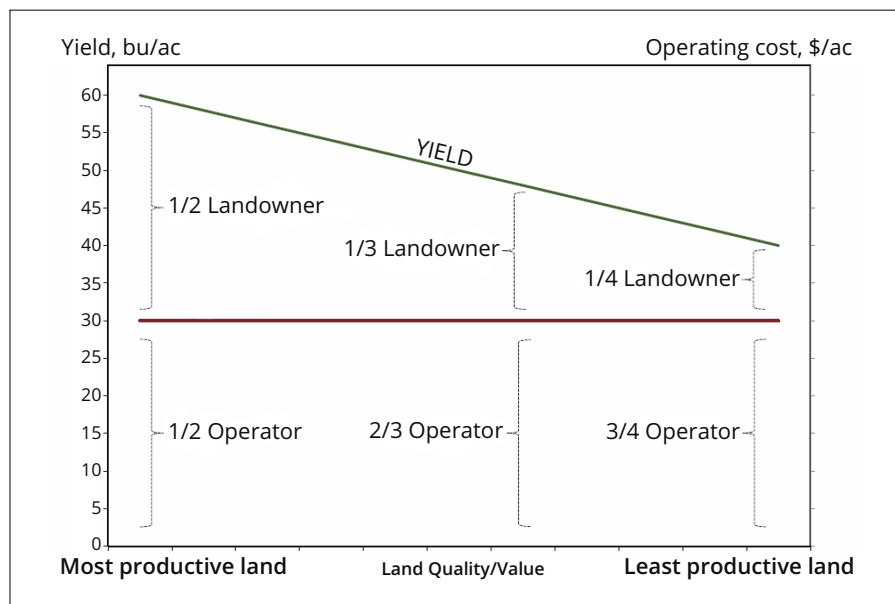 Yield, bu/ac
Operating cost, $/ac
60
55
50
45
40
35
30
25
20
15
10
5
0
YIELD
1/2 Landowner
1/3 Landowner
1/4 Landowner
1/2 Operator
2/3 Operator
3/4 Operator
Most productive land
Land Quality/Value
Least productive land